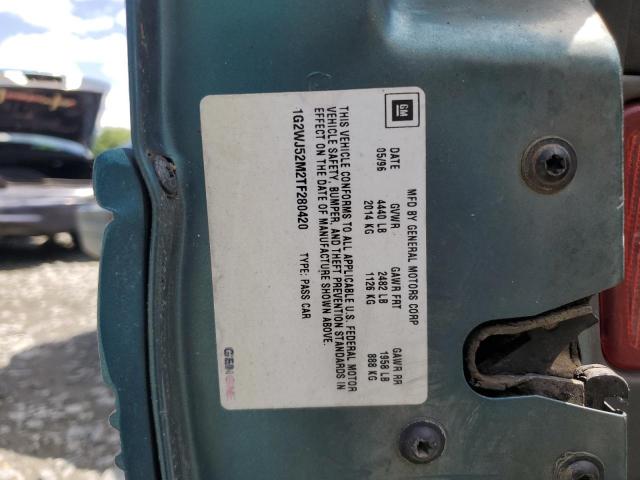 GM
MFD BY GENERAL MOTORS CORP
DATE GVWR GAWR FRT GAWR RR
05/96 4440 LB 2482 LB 1958 LB
2014 KG 1126 KG 888 KG
THIS VEHICLE CONFORMS TO ALL APPLICABLE U.S. FEDERAL MOTOR
VEHICLE SAFETY, BUMPER, AND THEFT PREVENTION STANDARDS IN
EFFECT ON THE DATE OF MANUFACTURE SHOWN ABOVE.
1G2WJ52M2TF280420 TYPE: PASS CAR